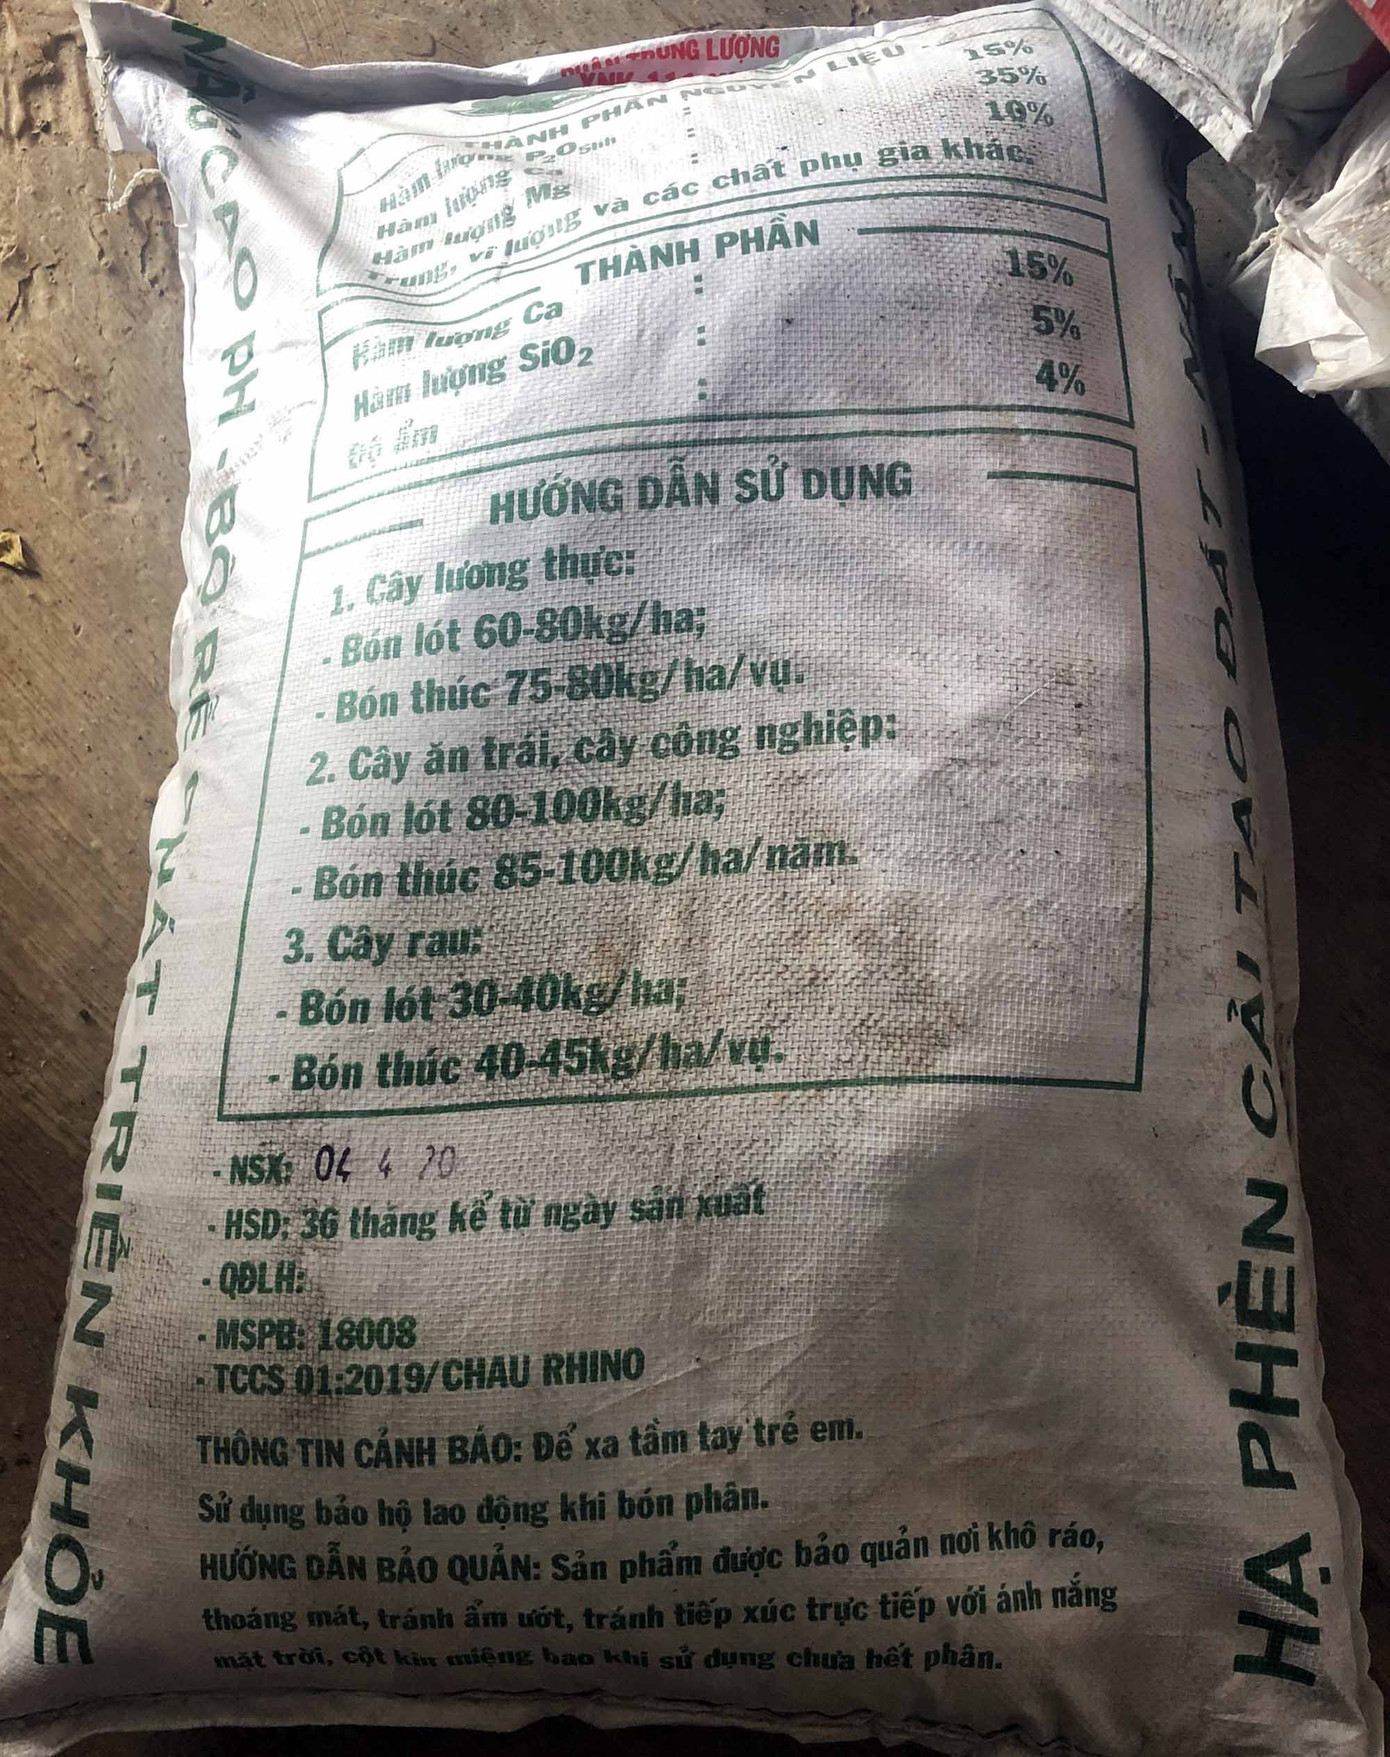 PHÂN TRUNG LƯỢNG
THÀNH PHẦN NGUYÊN LIỆU
Hàm lượng P₂O₅hh : 15%
Hàm lượng Ca : 35%
Hàm lượng Mg : 10%
Trung, vi lượng và các chất phụ gia khác.
THÀNH PHẦN
Hàm lượng Ca : 15%
Hàm lượng SiO₂ : 5%
Độ ẩm : 4%
HƯỚNG DẪN SỬ DỤNG
1. Cây lương thực:
- Bón lót 60-80kg/ha;
- Bón thúc 75-80kg/ha/vụ.
2. Cây ăn trái, cây công nghiệp:
- Bón lót 80-100kg/ha;
- Bón thúc 85-100kg/ha/năm.
3. Cây rau:
- Bón lót 30-40kg/ha;
- Bón thúc 40-45kg/ha/vụ.
- NSX: 04 4 20
- HSD: 36 tháng kể từ ngày sản xuất
- QĐLH:
- MSPB: 18008
- TCCS 01:2019/CHAU RHINO
THÔNG TIN CẢNH BÁO: Để xa tầm tay trẻ em.
Sử dụng bảo hộ lao động khi bón phân.
HƯỚNG DẪN BẢO QUẢN: Sản phẩm được bảo quản nơi khô ráo,
thoáng mát, tránh ẩm ướt, tránh tiếp xúc trực tiếp với ánh nắng
mặt trời, cột kín miệng bao khi sử dụng chưa hết phân.
NÂNG CAO PH - BỘ RỄ PHÁT TRIỂN KHỎE
HẠ PHÈN CẢI TẠO ĐẤT - NÂNG